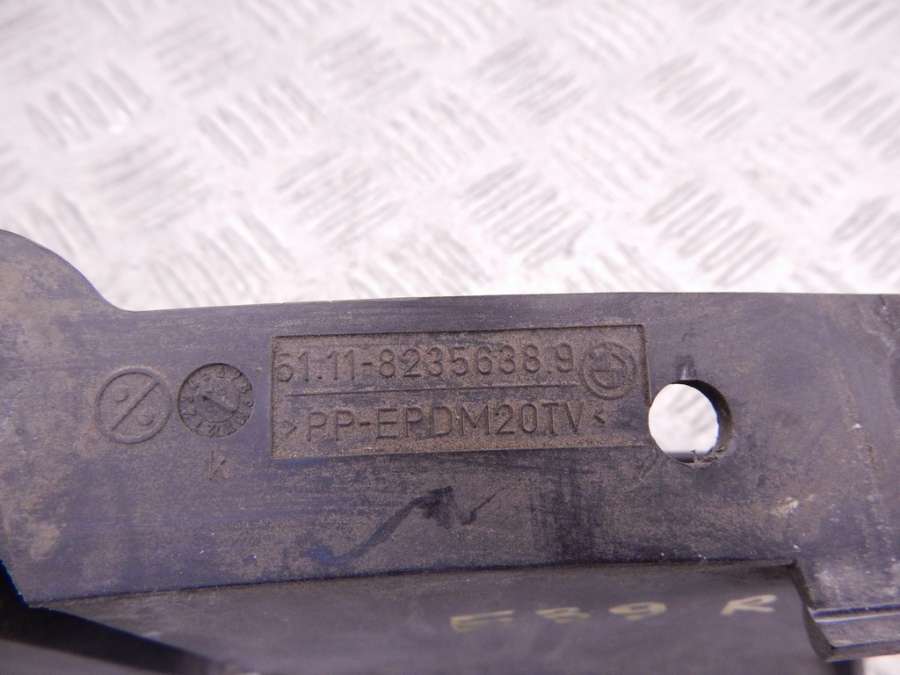 51.11-8235638.9
>PP-EPDM20TV<
K
E39 R